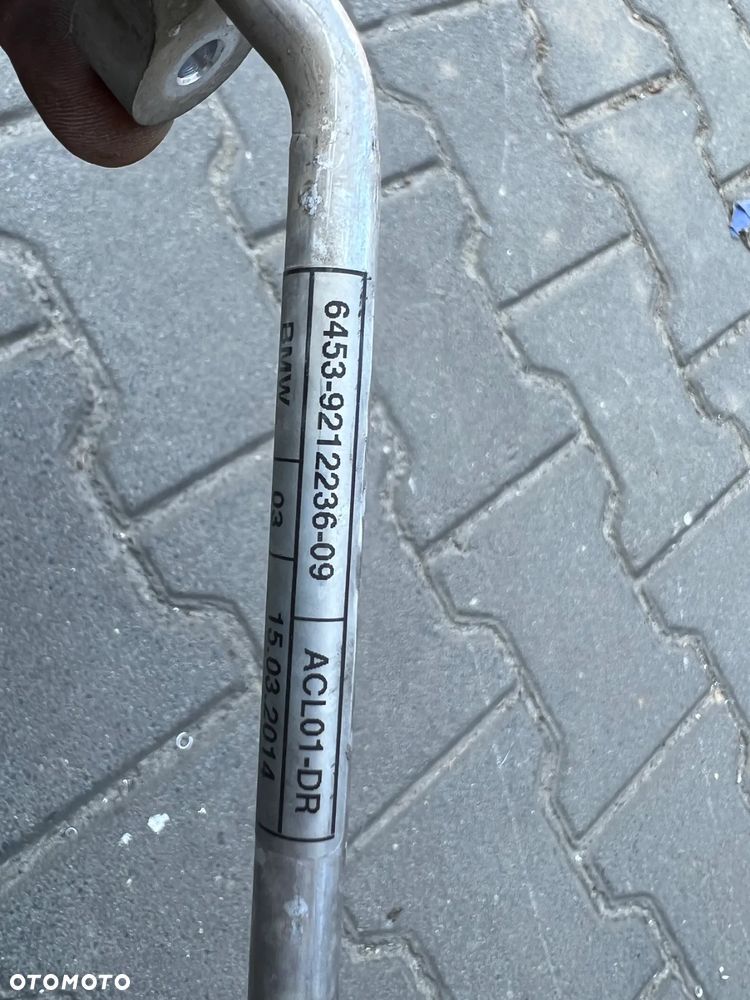 6453-9212236-09 ACL01-DR
BMW 03 15.03.2014
OTOMOTO